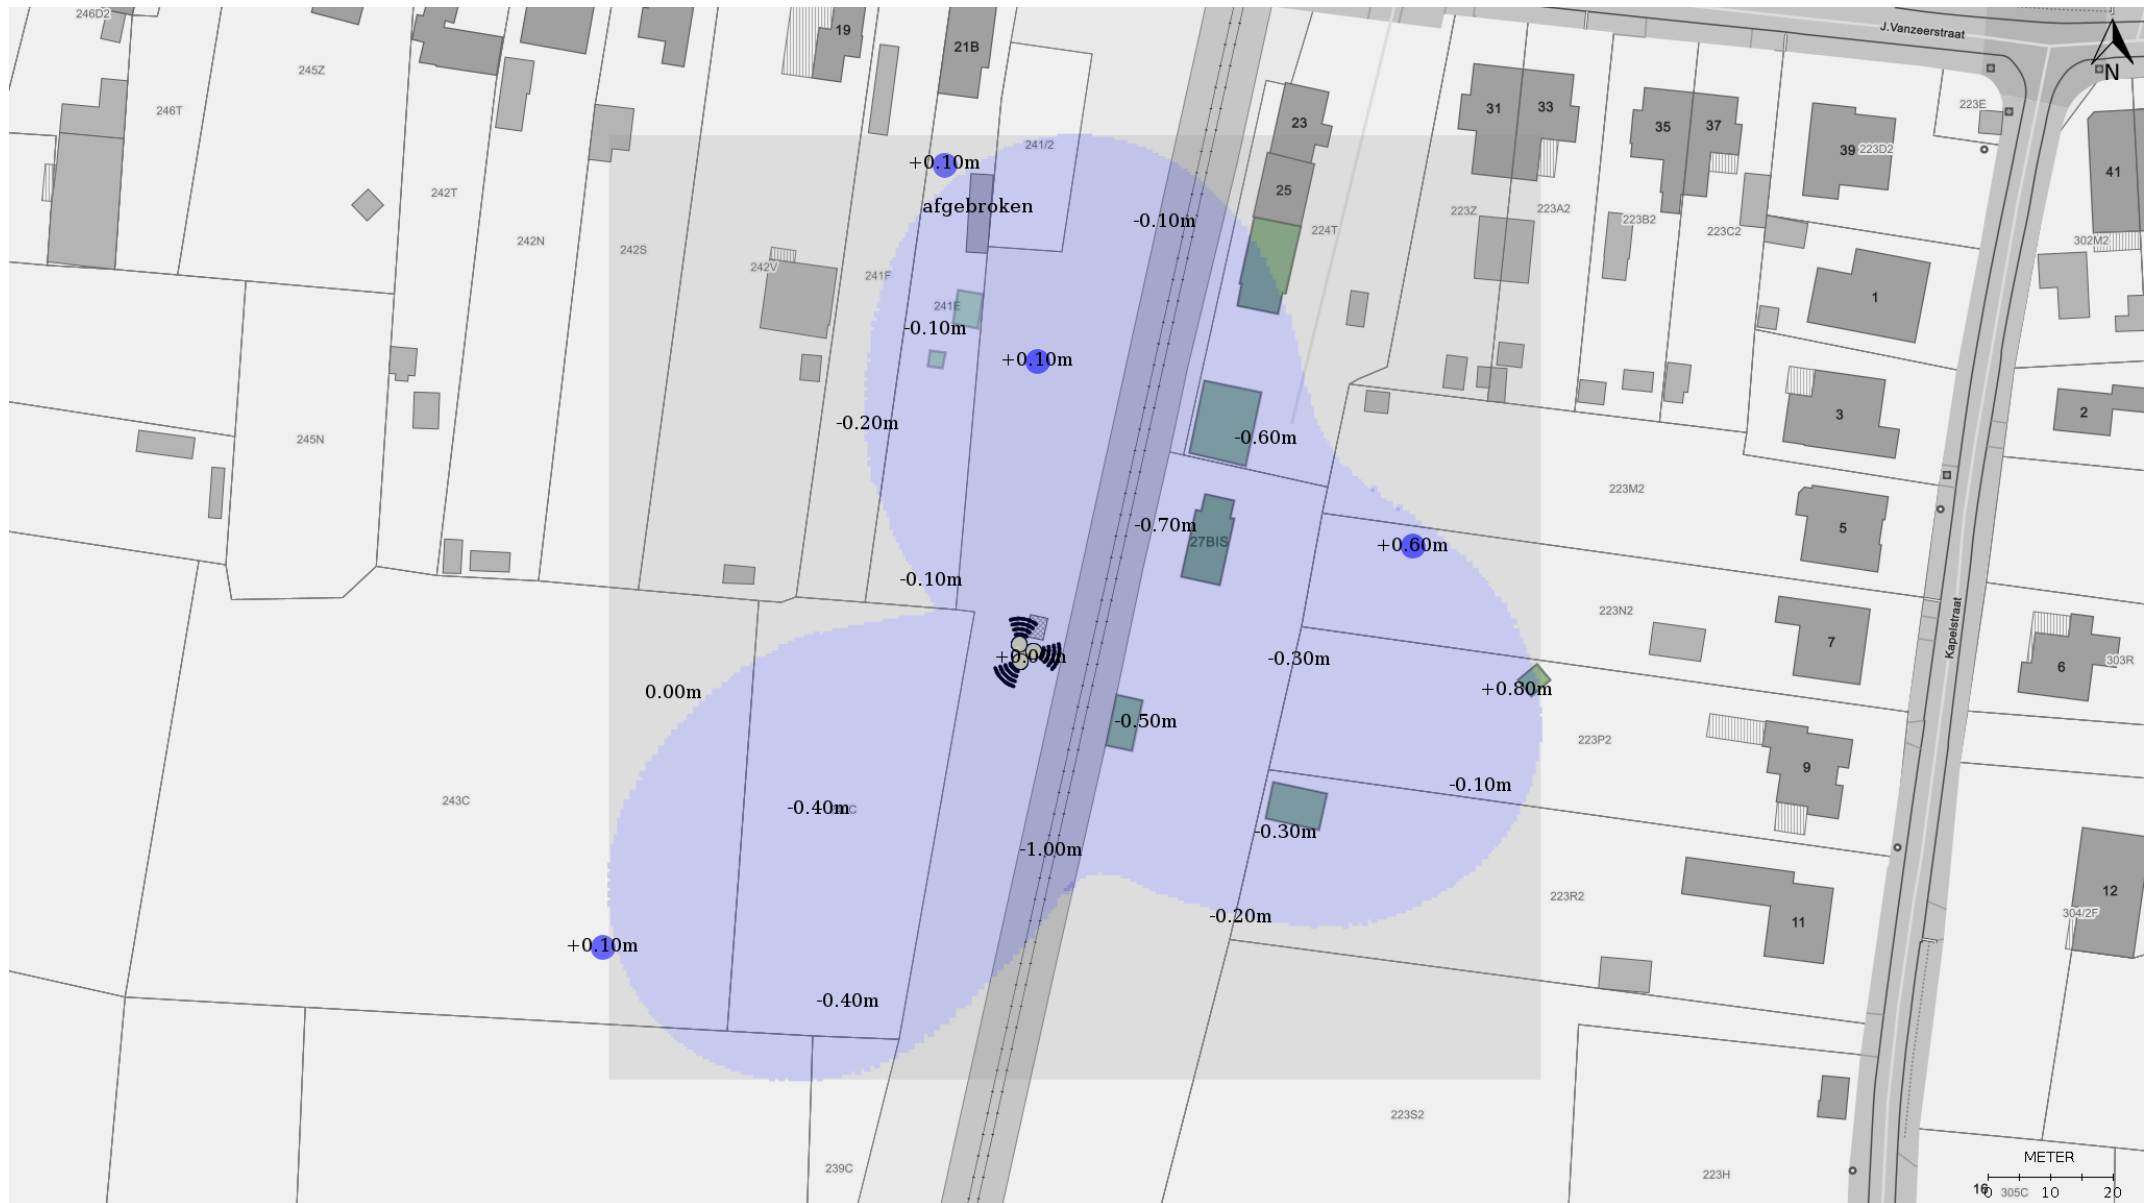 246D2
245Z
19
21B
J.Vanzeerstraat
N
246T
241/2
23
31
33
35
37
39
223D2
223E
41
+0.10m
25
242T
afgebroken
-0.10m
224T
223Z
223A2
223B2
223C2
302M2
242N
242S
242V
241F
241E
1
-0.10m
+0.10m
3
2
-0.20m
-0.60m
245N
223M2
5
-0.70m
27BIS
+0.60m
-0.10m
223N2
7
Kapelstraat
6
303R
-0.30m
0.00m
+0.80m
-0.50m
223P2
9
-0.10m
243C
-0.40m
-0.30m
-1.00m
12
223R2
11
304/2F
-0.20m
+0.10m
-0.40m
223S2
239C
223H
METER
0 10 20
16
305C